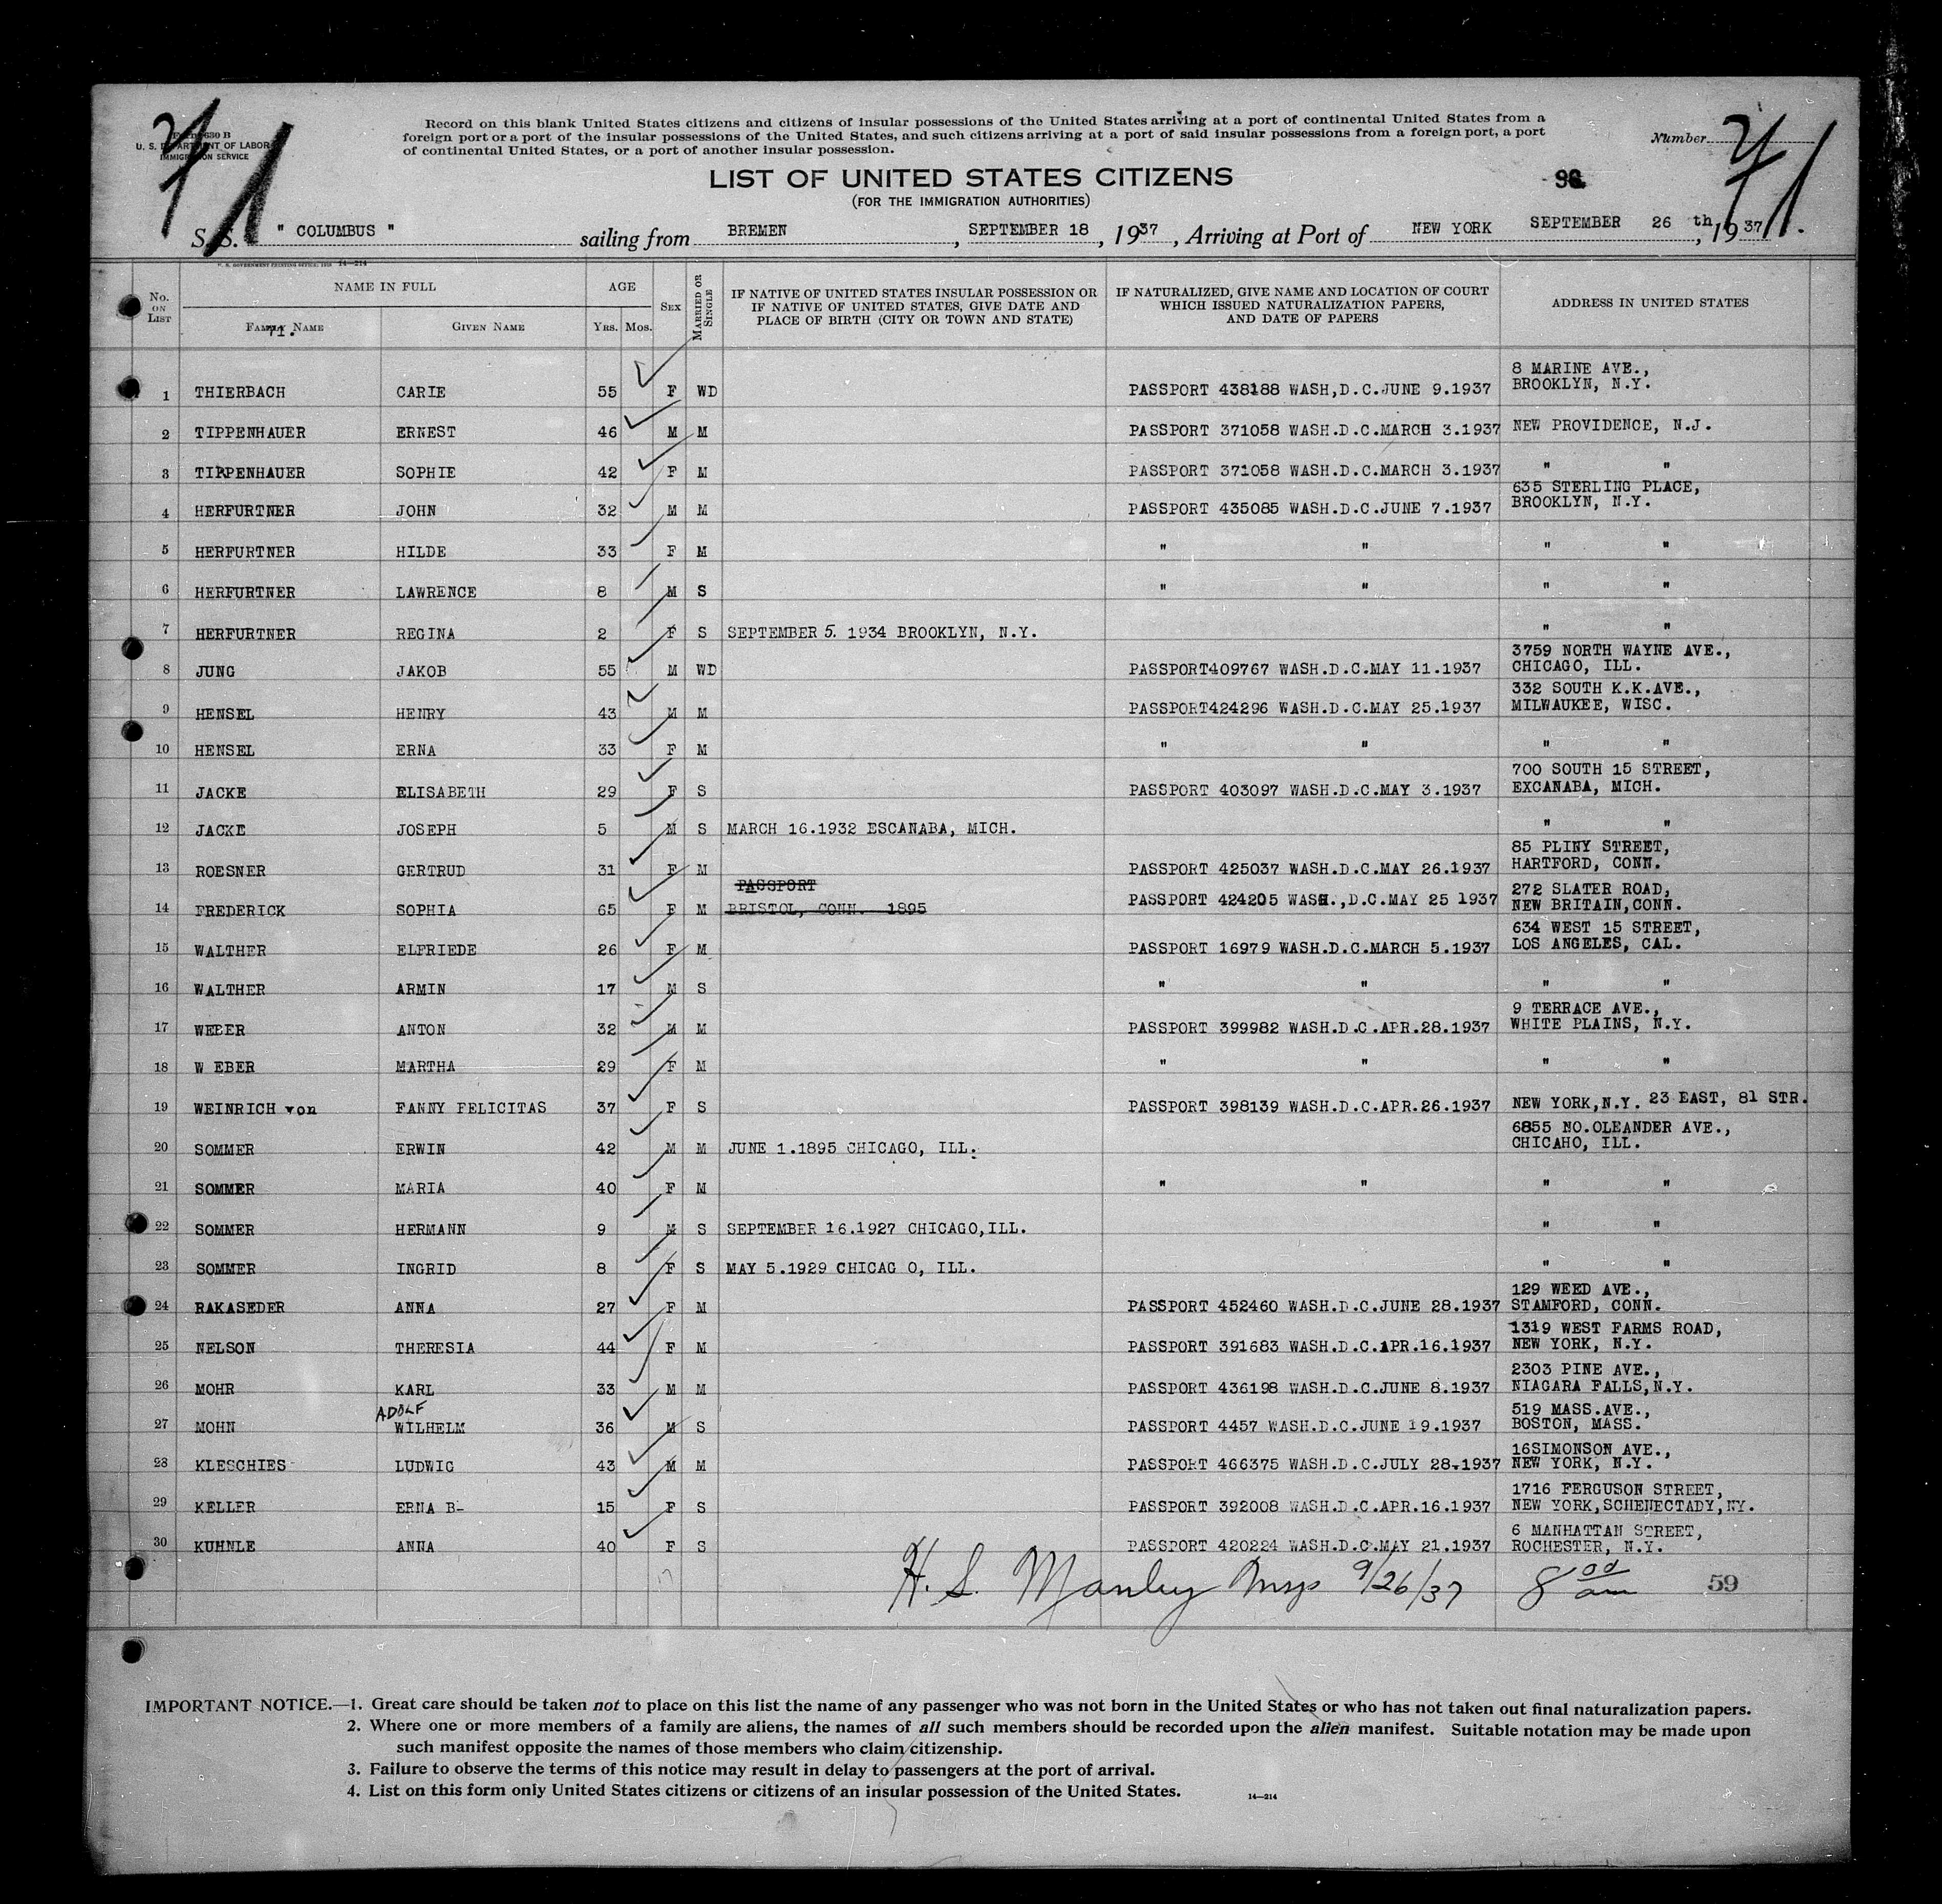 Form 630 B
U. S. DEPARTMENT OF LABOR
IMMIGRATION SERVICE
Record on this blank United States citizens and citizens of insular possessions of the United States arriving at a port of continental United States from a
foreign port or a port of the insular possessions of the United States, and such citizens arriving at a port of said insular possessions from a foreign port, a port
of continental United States, or a port of another insular possession.
Number
LIST OF UNITED STATES CITIZENS
(FOR THE IMMIGRATION AUTHORITIES)
S. S. " COLUMBUS " sailing from BREMEN, SEPTEMBER 18, 1937, Arriving at Port of NEW YORK SEPTEMBER 26 th, 1937.
No. ON LIST NAME IN FULL AGE SEX MARRIED OR SINGLE IF NATIVE OF UNITED STATES INSULAR POSSESSION OR IF NATIVE OF UNITED STATES, GIVE DATE AND PLACE OF BIRTH (CITY OR TOWN AND STATE) IF NATURALIZED, GIVE NAME AND LOCATION OF COURT WHICH ISSUED NATURALIZATION PAPERS, AND DATE OF PAPERS ADDRESS IN UNITED STATES
FAMILY NAME GIVEN NAME YRS. MOS.
71.
1 THIERBACH CARIE 55 F WD PASSPORT 438188 WASH,D.C.JUNE 9.1937 8 MARINE AVE., BROOKLYN, N.Y.
2 TIPPENHAUER ERNEST 46 M M PASSPORT 371058 WASH.D.C.MARCH 3.1937 NEW PROVIDENCE, N.J.
3 TIPPENHAUER SOPHIE 42 F M PASSPORT 371058 WASH.D.C.MARCH 3.1937 " "
4 HERFURTNER JOHN 32 M M PASSPORT 435085 WASH.D.C.JUNE 7.1937 635 STERLING PLACE, BROOKLYN, N.Y.
5 HERFURTNER HILDE 33 F M " " " "
6 HERFURTNER LAWRENCE 8 M S " " " "
7 HERFURTNER REGINA 2 F S SEPTEMBER 5. 1934 BROOKLYN, N.Y. " "
8 JUNG JAKOB 55 M WD PASSPORT409767 WASH.D.C.MAY 11.1937 3759 NORTH WAYNE AVE., CHICAGO, ILL.
9 HENSEL HENRY 43 M M PASSPORT424296 WASH.D.C.MAY 25.1937 332 SOUTH K.K.AVE., MILWAUKEE, WISC.
10 HENSEL ERNA 33 F M " " " "
11 JACKE ELISABETH 29 F S PASSPORT 403097 WASH.D.C.MAY 3.1937 700 SOUTH 15 STREET, EXCANABA, MICH.
12 JACKE JOSEPH 5 M S MARCH 16.1932 ESCANABA, MICH. " "
13 ROESNER GERTRUD 31 F M PASSPORT 425037 WASH.D.C.MAY 26.1937 85 PLINY STREET, HARTFORD, CONN.
14 FREDERICK SOPHIA 65 F M PASSPORT BRISTOL, CONN. 1895 PASSPORT 424205 WASH.,D.C.MAY 25 1937 272 SLATER ROAD, NEW BRITAIN,CONN.
15 WALTHER ELFRIEDE 26 F M PASSPORT 16979 WASH.D.C.MARCH 5.1937 634 WEST 15 STREET, LOS ANGELES, CAL.
16 WALTHER ARMIN 17 M S " " " "
17 WEBER ANTON 32 M M PASSPORT 399982 WASH.D.C.APR.28.1937 9 TERRACE AVE., WHITE PLAINS, N.Y.
18 W EBER MARTHA 29 F M " " " "
19 WEINRICH von FANNY FELICITAS 37 F S PASSPORT 398139 WASH.D.C.APR.26.1937 NEW YORK,N.Y. 23 EAST, 81 STR.
20 SOMMER ERWIN 42 M M JUNE 1.1895 CHICAGO, ILL. 6855 NO.OLEANDER AVE., CHICAHO, ILL.
21 SOMMER MARIA 40 F M " " " "
22 SOMMER HERMANN 9 M S SEPTEMBER 16.1927 CHICAGO,ILL. " "
23 SOMMER INGRID 8 F S MAY 5.1929 CHICAG O, ILL. " "
24 RAKASEDER ANNA 27 F M PASSPORT 452460 WASH.D.C.JUNE 28.1937 129 WEED AVE., STAMFORD, CONN.
25 NELSON THERESIA 44 F M PASSPORT 391683 WASH.D.C.APR.16.1937 1319 WEST FARMS ROAD, NEW YORK, N.Y.
26 MOHR KARL 33 M M PASSPORT 436198 WASH.D.C.JUNE 8.1937 2303 PINE AVE., NIAGARA FALLS,N.Y.
27 MOHN ADOLF WILHELM 36 M S PASSPORT 4457 WASH.D.C.JUNE 19.1937 519 MASS.AVE., BOSTON, MASS.
28 KLESCHIES LUDWIG 43 M M PASSPORT 466375 WASH.D.C.JULY 28.1937 16SIMONSON AVE., NEW YORK, N.Y.
29 KELLER ERNA B- 15 F S PASSPORT 392008 WASH.D.C.APR.16.1937 1716 FERGUSON STREET, NEW YORK,SCHENECTADY,NY.
30 KUHNLE ANNA 40 F S PASSPORT 420224 WASH.D.C.MAY 21.1937 6 MANHATTAN STREET, ROCHESTER, N.Y.
H. S. Manley Insp 9/26/37 8 00 am 59
IMPORTANT NOTICE.—1. Great care should be taken not to place on this list the name of any passenger who was not born in the United States or who has not taken out final naturalization papers.
2. Where one or more members of a family are aliens, the names of all such members should be recorded upon the alien manifest. Suitable notation may be made upon
such manifest opposite the names of those members who claim citizenship.
3. Failure to observe the terms of this notice may result in delay to passengers at the port of arrival.
4. List on this form only United States citizens or citizens of an insular possession of the United States.
14—214